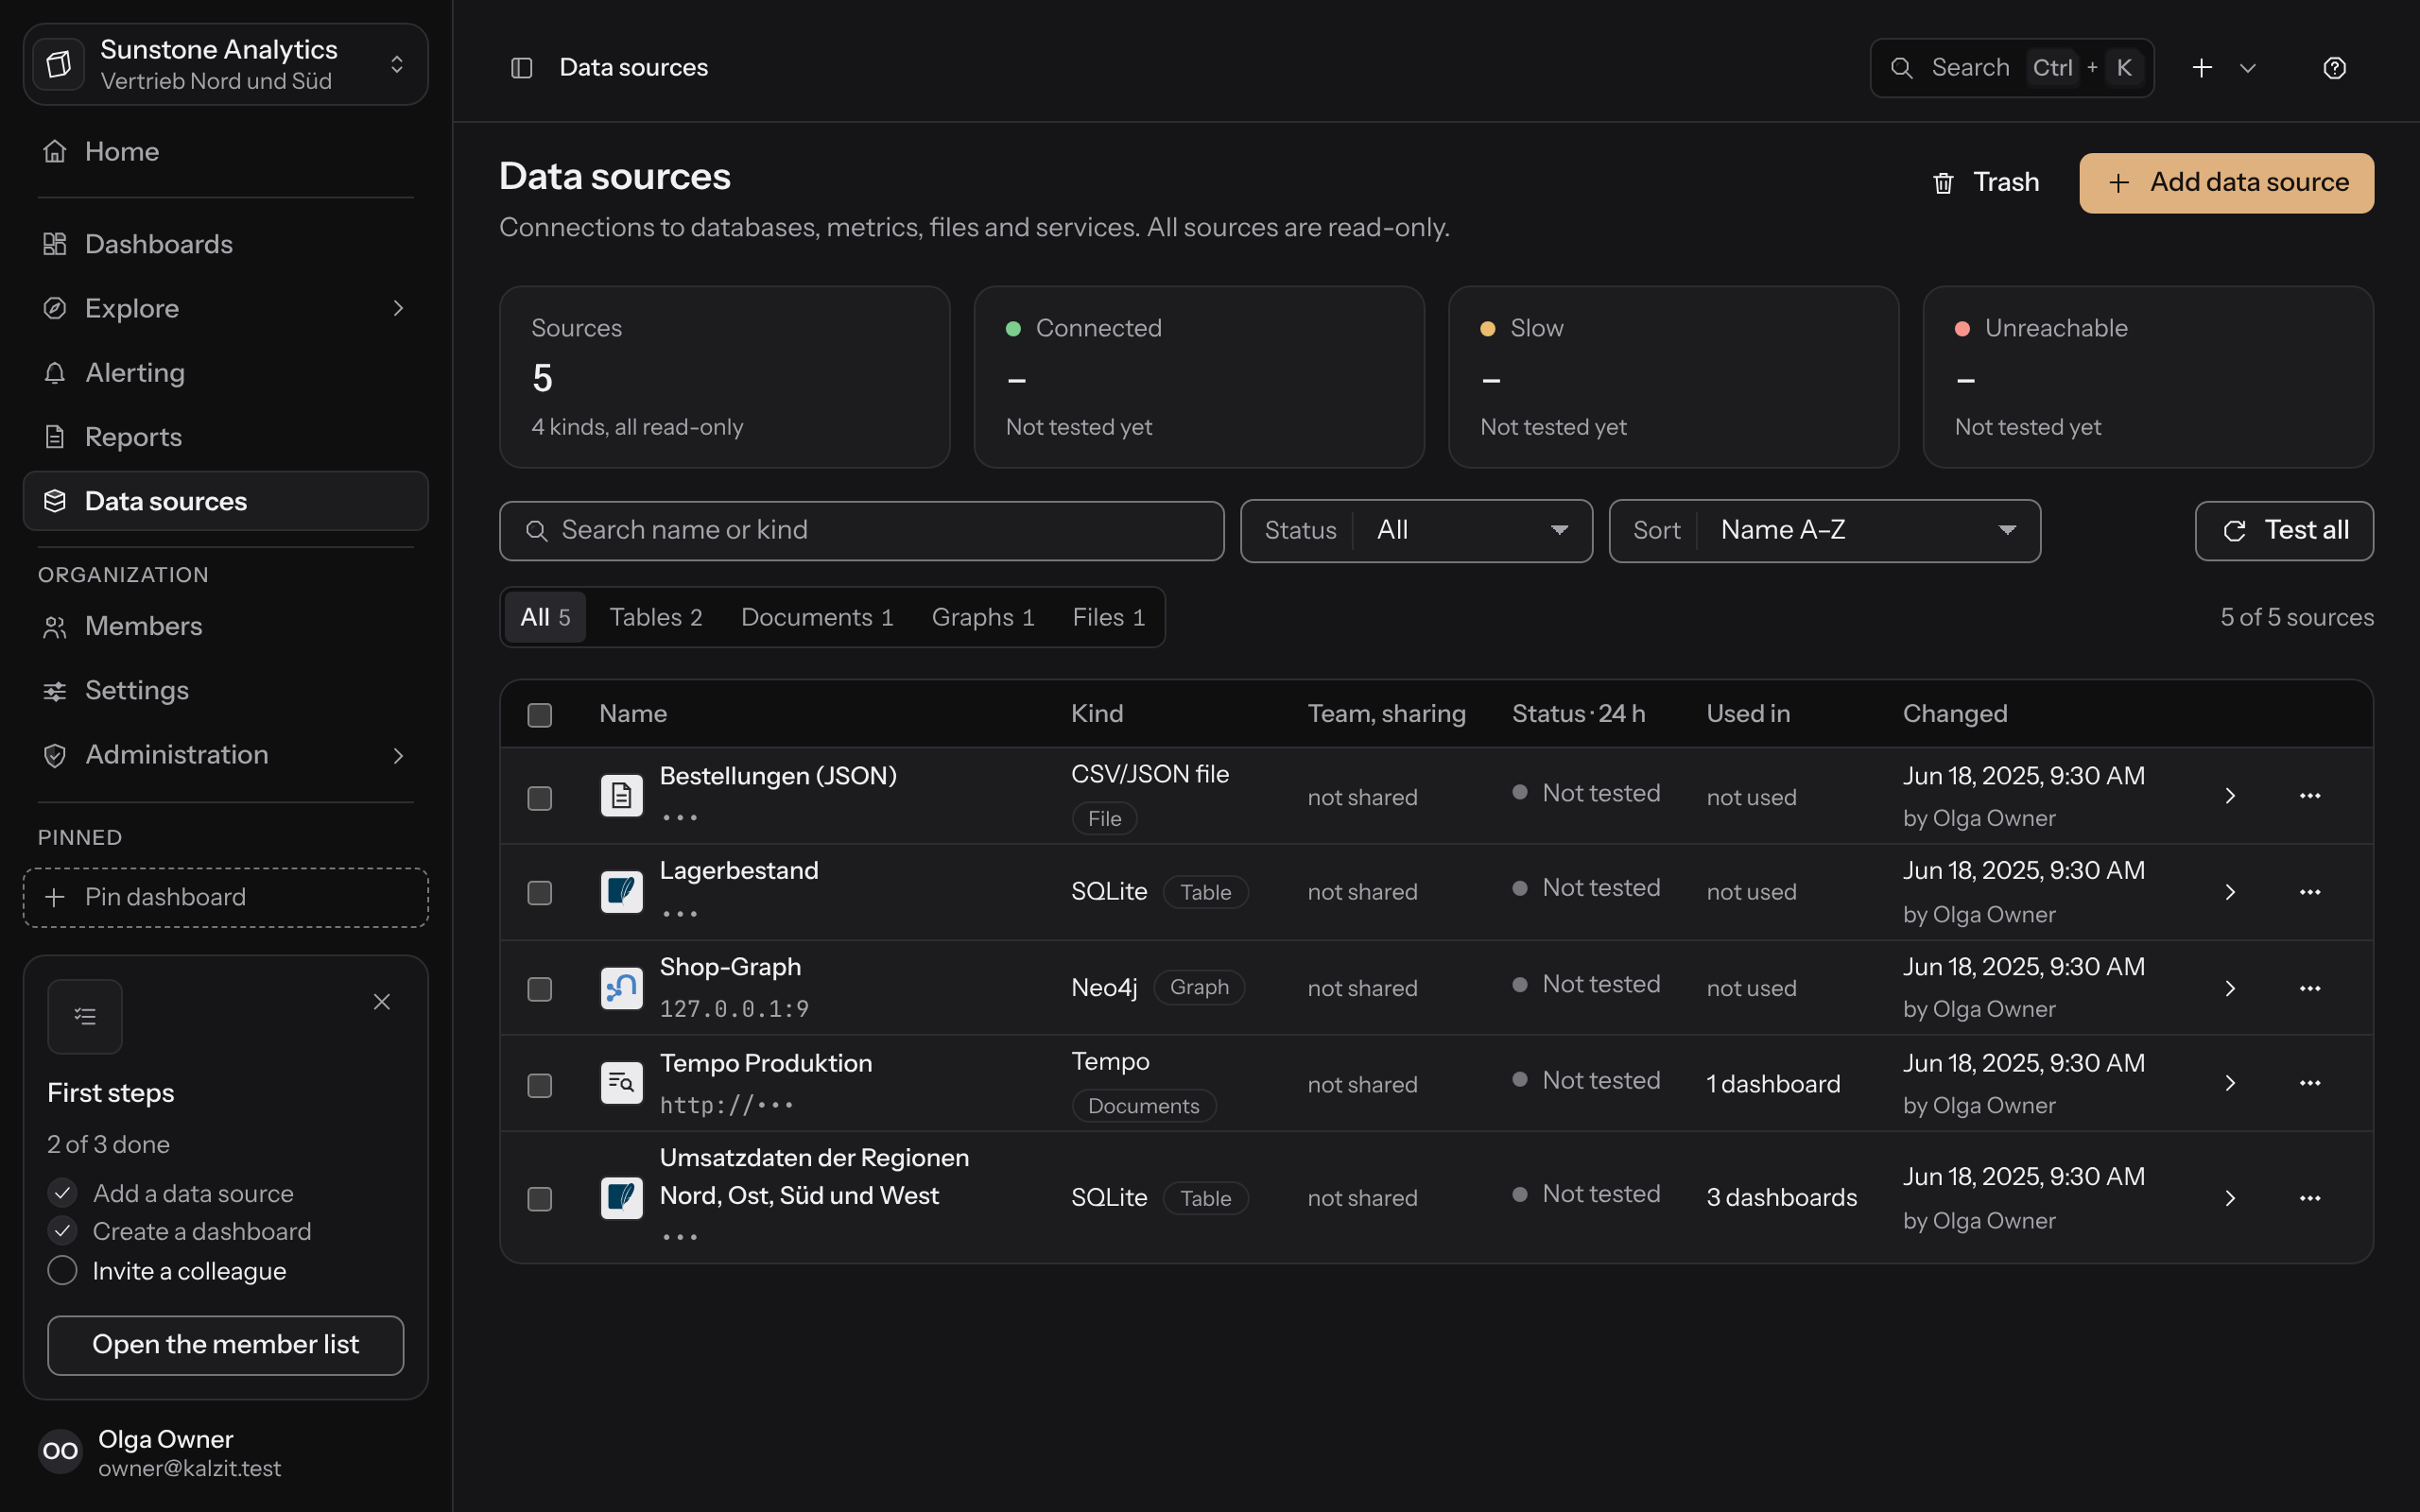 Sunstone Analytics
Vertrieb Nord und Süd
Home
Dashboards
Explore
Alerting
Reports
Data sources
ORGANIZATION
Members
Settings
Administration
PINNED
Pin dashboard
First steps
2 of 3 done
Add a data source
Create a dashboard
Invite a colleague
Open the member list
OO
Olga Owner
owner@kalzit.test
Data sources
Search Ctrl + K
Data sources
Connections to databases, metrics, files and services. All sources are read-only.
Trash
Add data source
Sources
5
4 kinds, all read-only
Connected
–
Not tested yet
Slow
–
Not tested yet
Unreachable
–
Not tested yet
Search name or kind
Status All
Sort Name A–Z
Test all
All 5 Tables 2 Documents 1 Graphs 1 Files 1
5 of 5 sources
Name Kind Team, sharing Status · 24 h Used in Changed
Bestellungen (JSON)
•••
CSV/JSON file
File
not shared
Not tested
not used
Jun 18, 2025, 9:30 AM
by Olga Owner
Lagerbestand
•••
SQLite Table
not shared
Not tested
not used
Jun 18, 2025, 9:30 AM
by Olga Owner
Shop-Graph
127.0.0.1:9
Neo4j Graph
not shared
Not tested
not used
Jun 18, 2025, 9:30 AM
by Olga Owner
Tempo Produktion
http://•••
Tempo
Documents
not shared
Not tested
1 dashboard
Jun 18, 2025, 9:30 AM
by Olga Owner
Umsatzdaten der Regionen
Nord, Ost, Süd und West
•••
SQLite Table
not shared
Not tested
3 dashboards
Jun 18, 2025, 9:30 AM
by Olga Owner